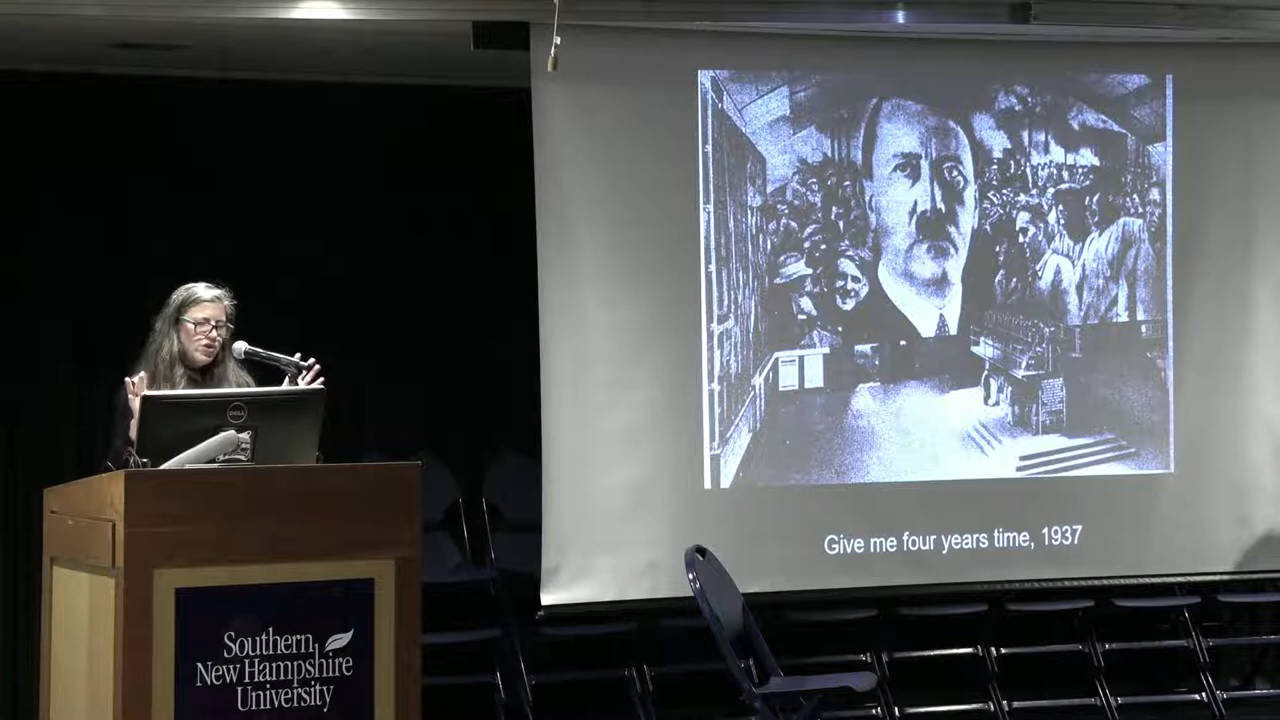 DELL
Southern
New Hampshire
University
Give me four years time, 1937